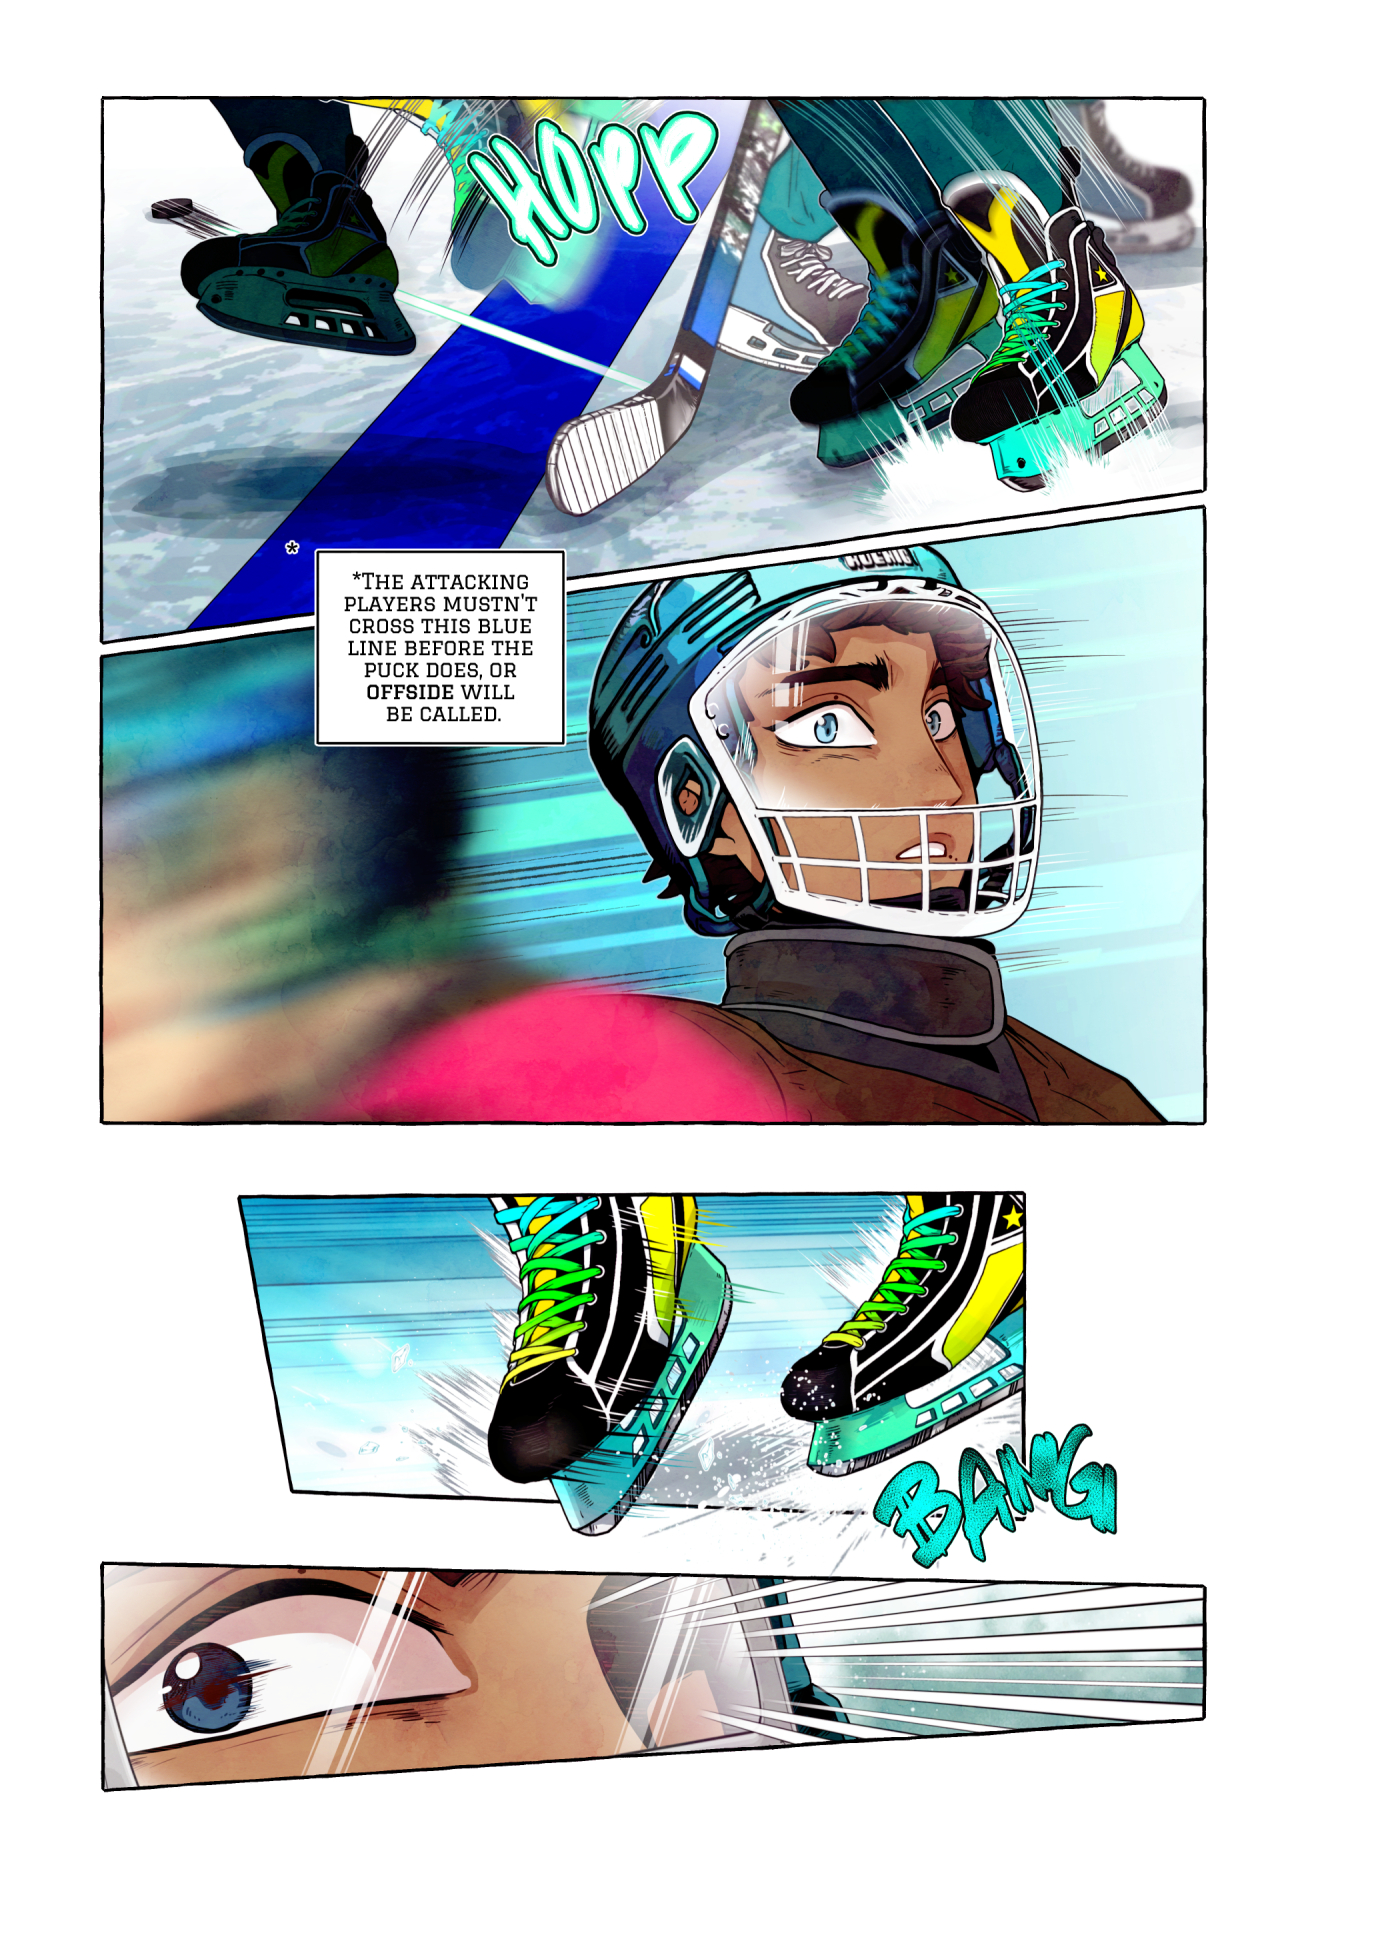 HOPP
*
*THE ATTACKING
PLAYERS MUSTN'T
CROSS THIS BLUE
LINE BEFORE THE
PUCK DOES, OR
OFFSIDE WILL
BE CALLED.
BANG!